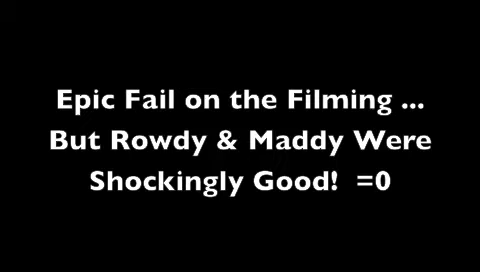 Epic Fail on the Filming ...
But Rowdy & Maddy Were
Shockingly Good!  =0